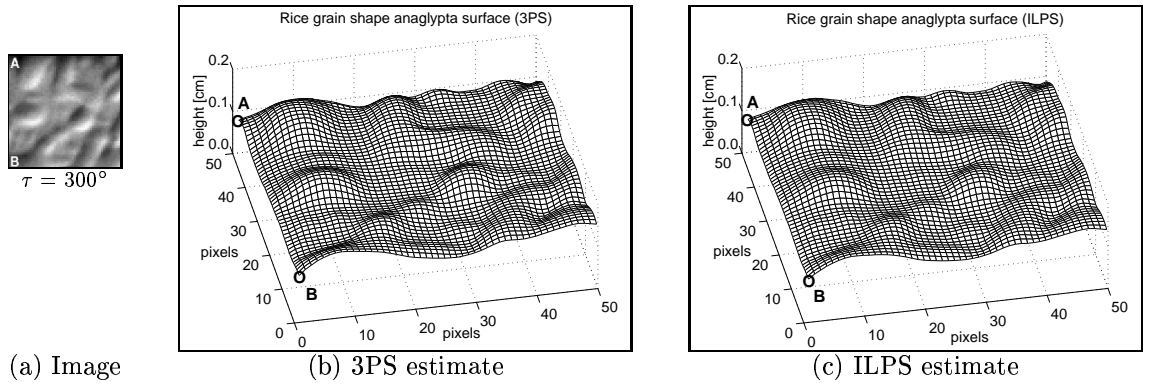 A
B
τ = 300°
(a) Image
Rice grain shape anaglypta surface (3PS)
0.2
0.1
0.0
height [cm]
A
B
50
40
30
20
10
0
pixels
0
10
20
30
40
50
pixels
(b) 3PS estimate
Rice grain shape anaglypta surface (ILPS)
0.2
0.1
0.0
height [cm]
A
B
50
40
30
20
10
0
pixels
0
10
20
30
40
50
pixels
(c) ILPS estimate